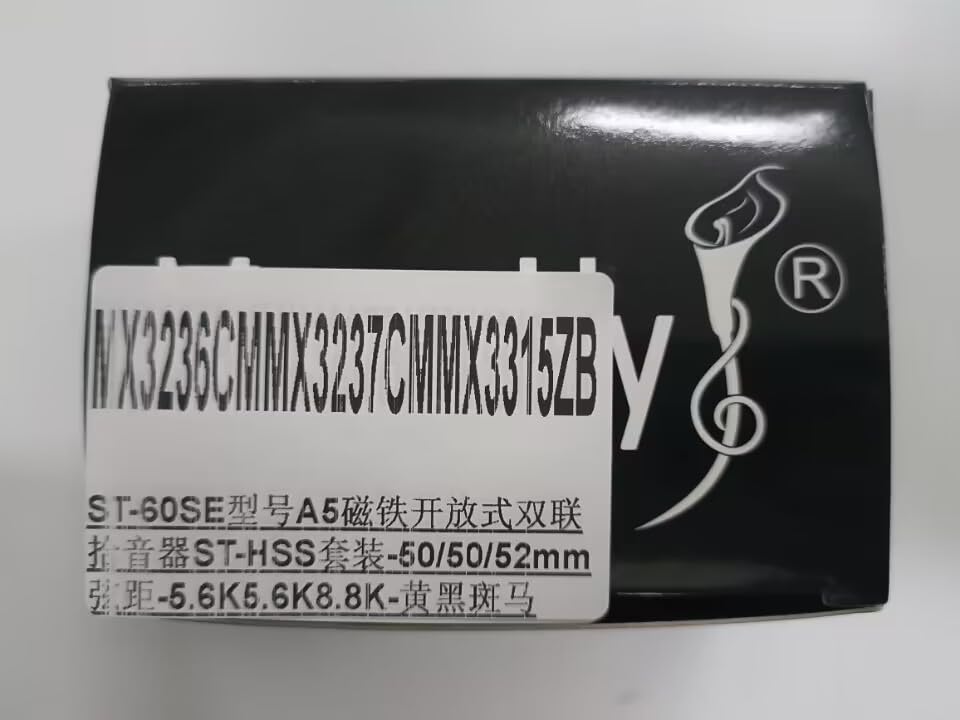 MX3236CMMX3237CMMX3315ZB
y
®
ST-60SE型号A5磁铁开放式双联
拾音器ST-HSS套装-50/50/52mm
弦距-5.6K5.6K8.8K-黄黑斑马